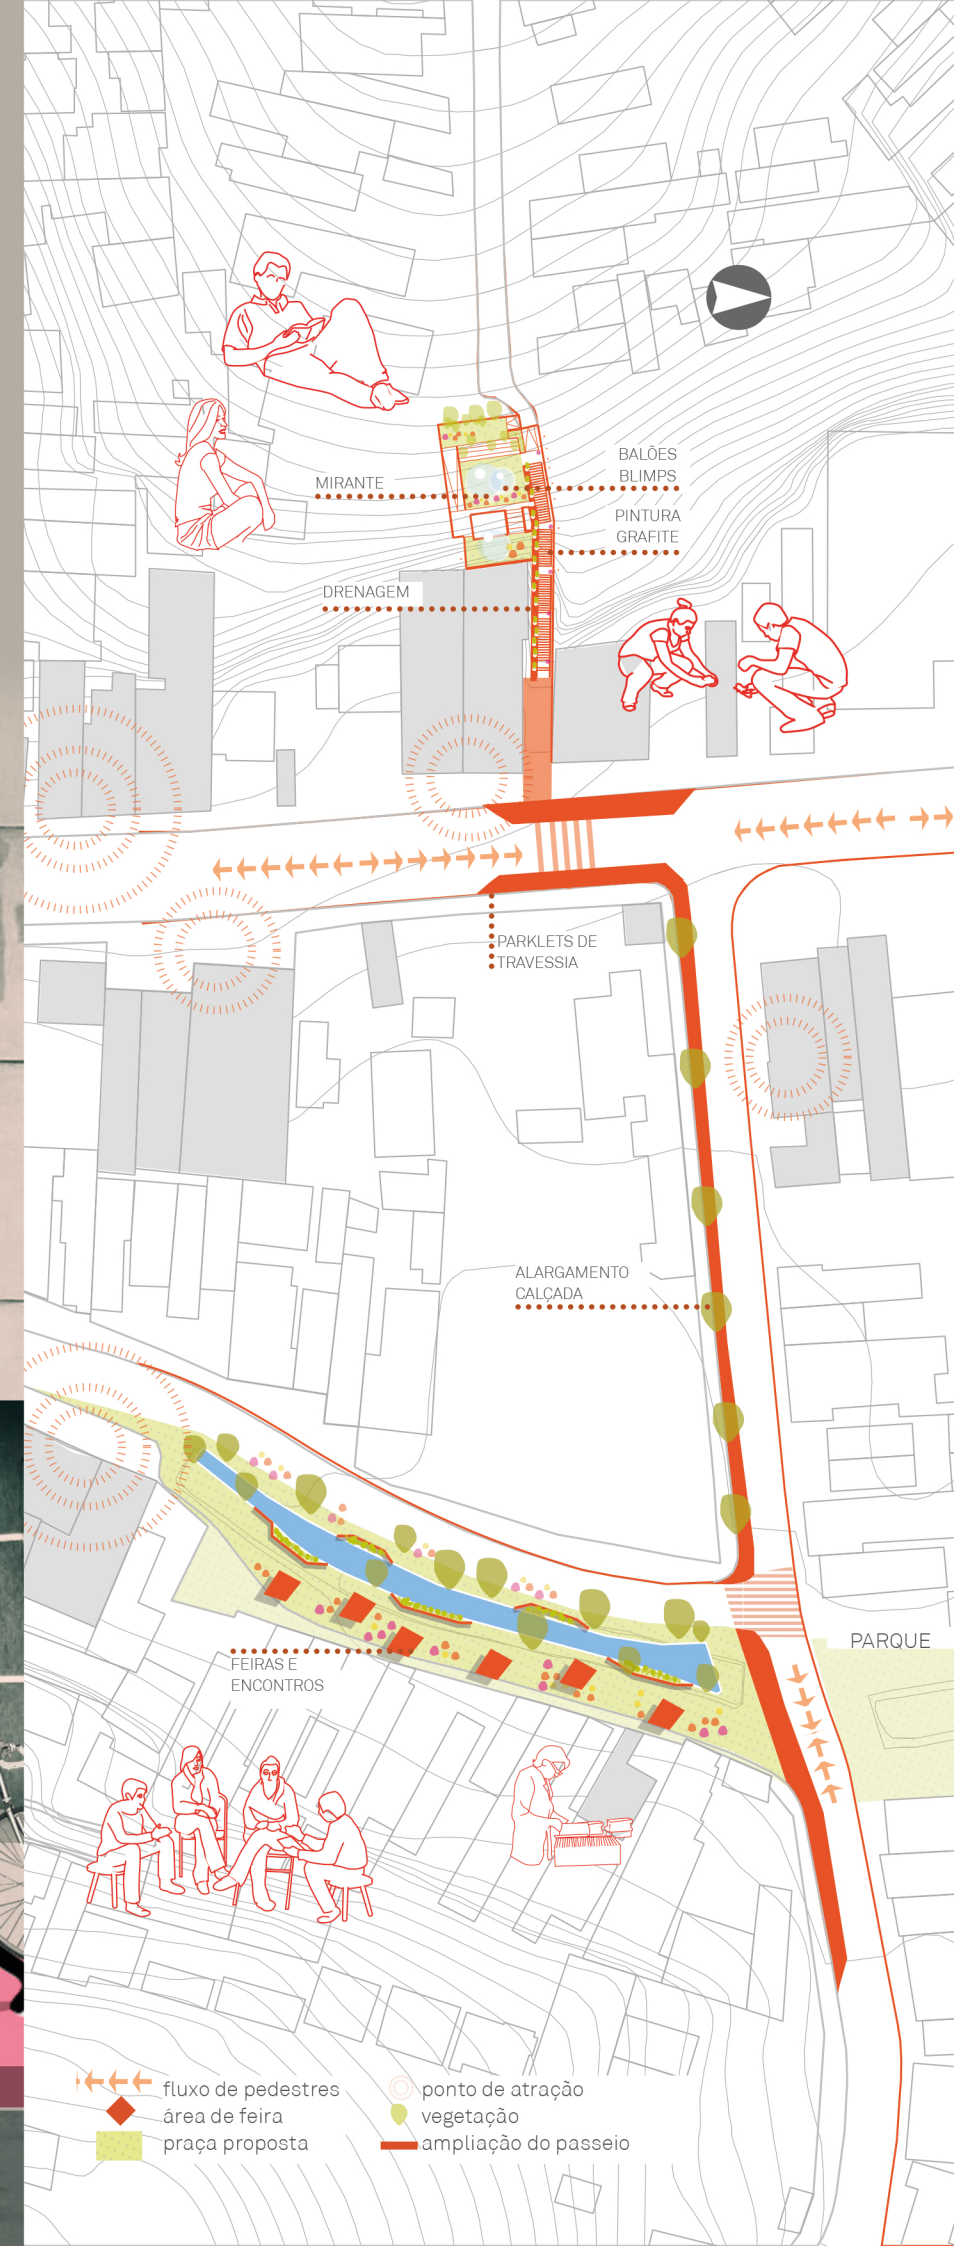 BALÕES
BLIMPS
MIRANTE
PINTURA
GRAFITE
DRENAGEM
PARKLETS DE
TRAVESSIA
ALARGAMENTO
CALÇADA
PARQUE
FEIRAS E
ENCONTROS
fluxo de pedestres
área de feira
praça proposta
ponto de atração
vegetação
ampliação do passeio